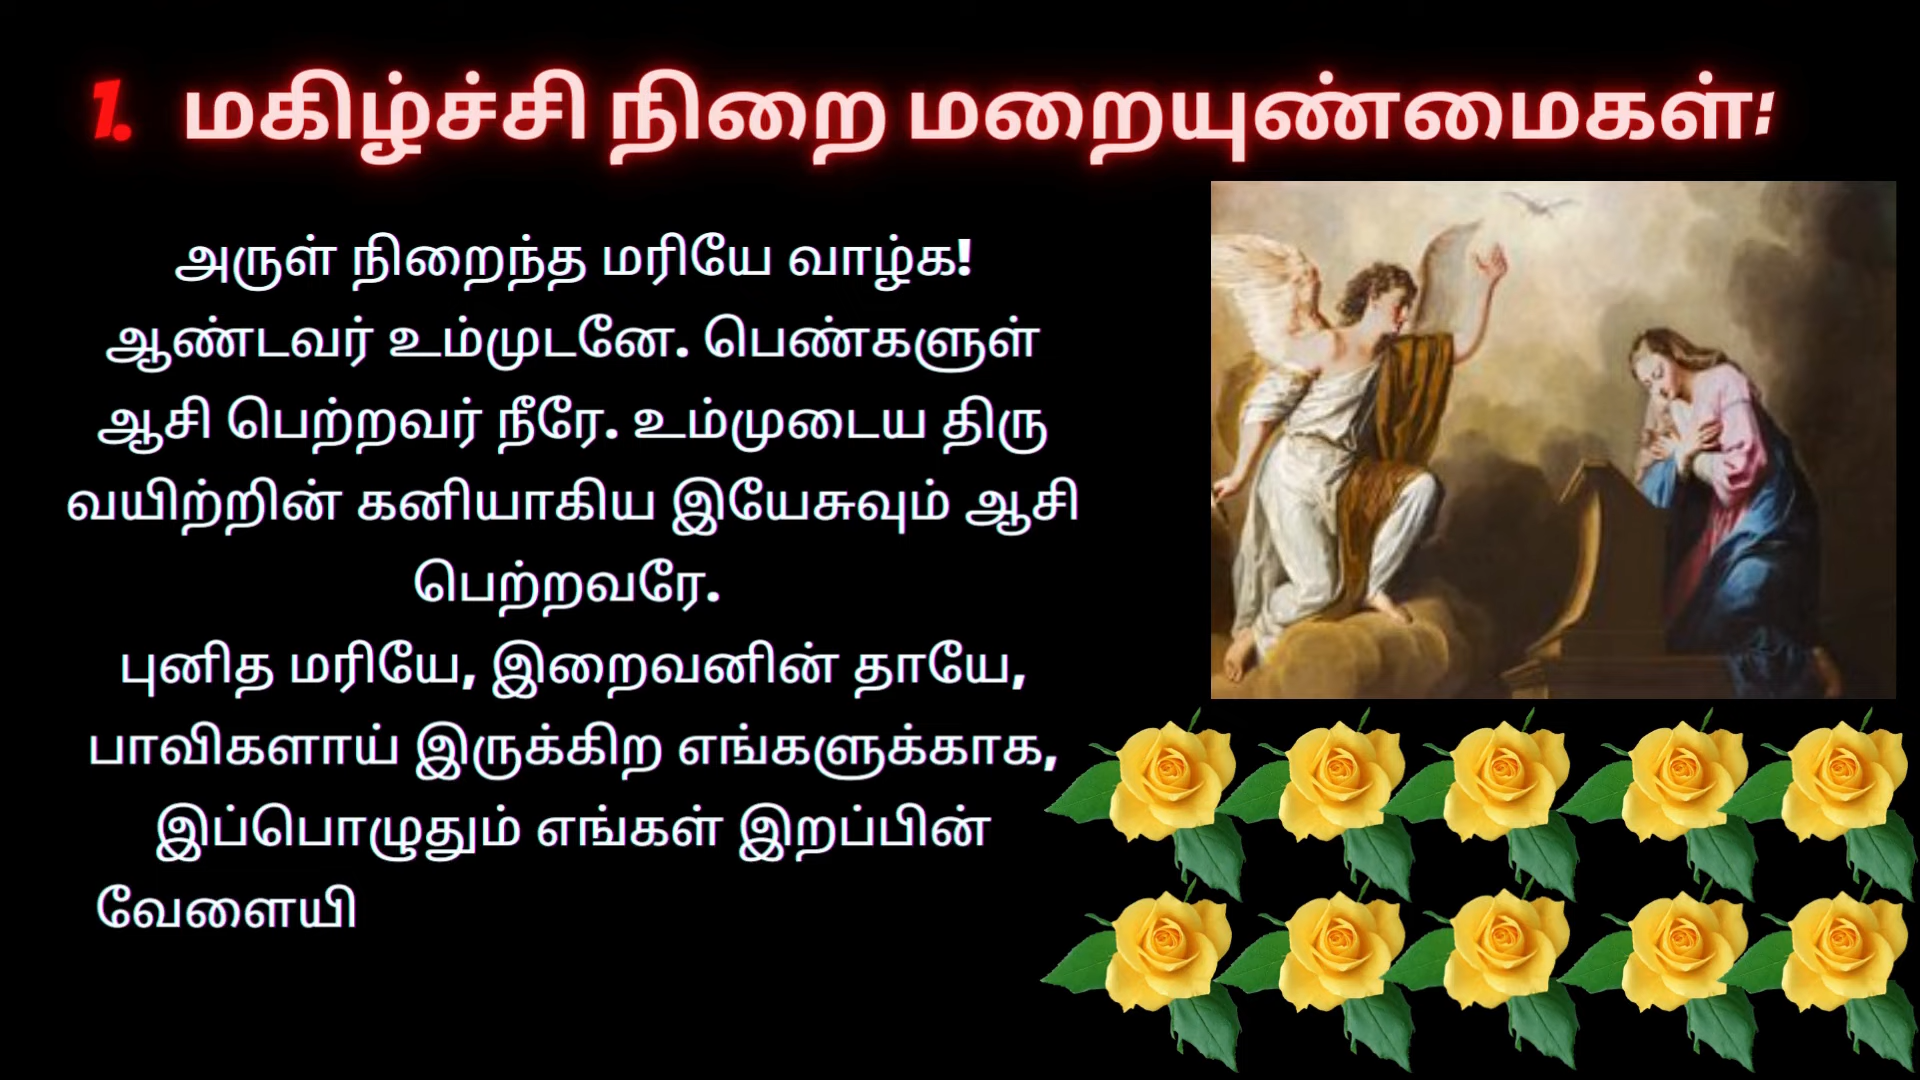 1. மகிழ்ச்சி நிறை மறையுண்மைகள்:
அருள் நிறைந்த மரியே வாழ்க!
ஆண்டவர் உம்முடனே. பெண்களுள்
ஆசி பெற்றவர் நீரே. உம்முடைய திரு
வயிற்றின் கனியாகிய இயேசுவும் ஆசி
பெற்றவரே.
புனித மரியே, இறைவனின் தாயே,
பாவிகளாய் இருக்கிற எங்களுக்காக,
இப்பொழுதும் எங்கள் இறப்பின்
வேளையி